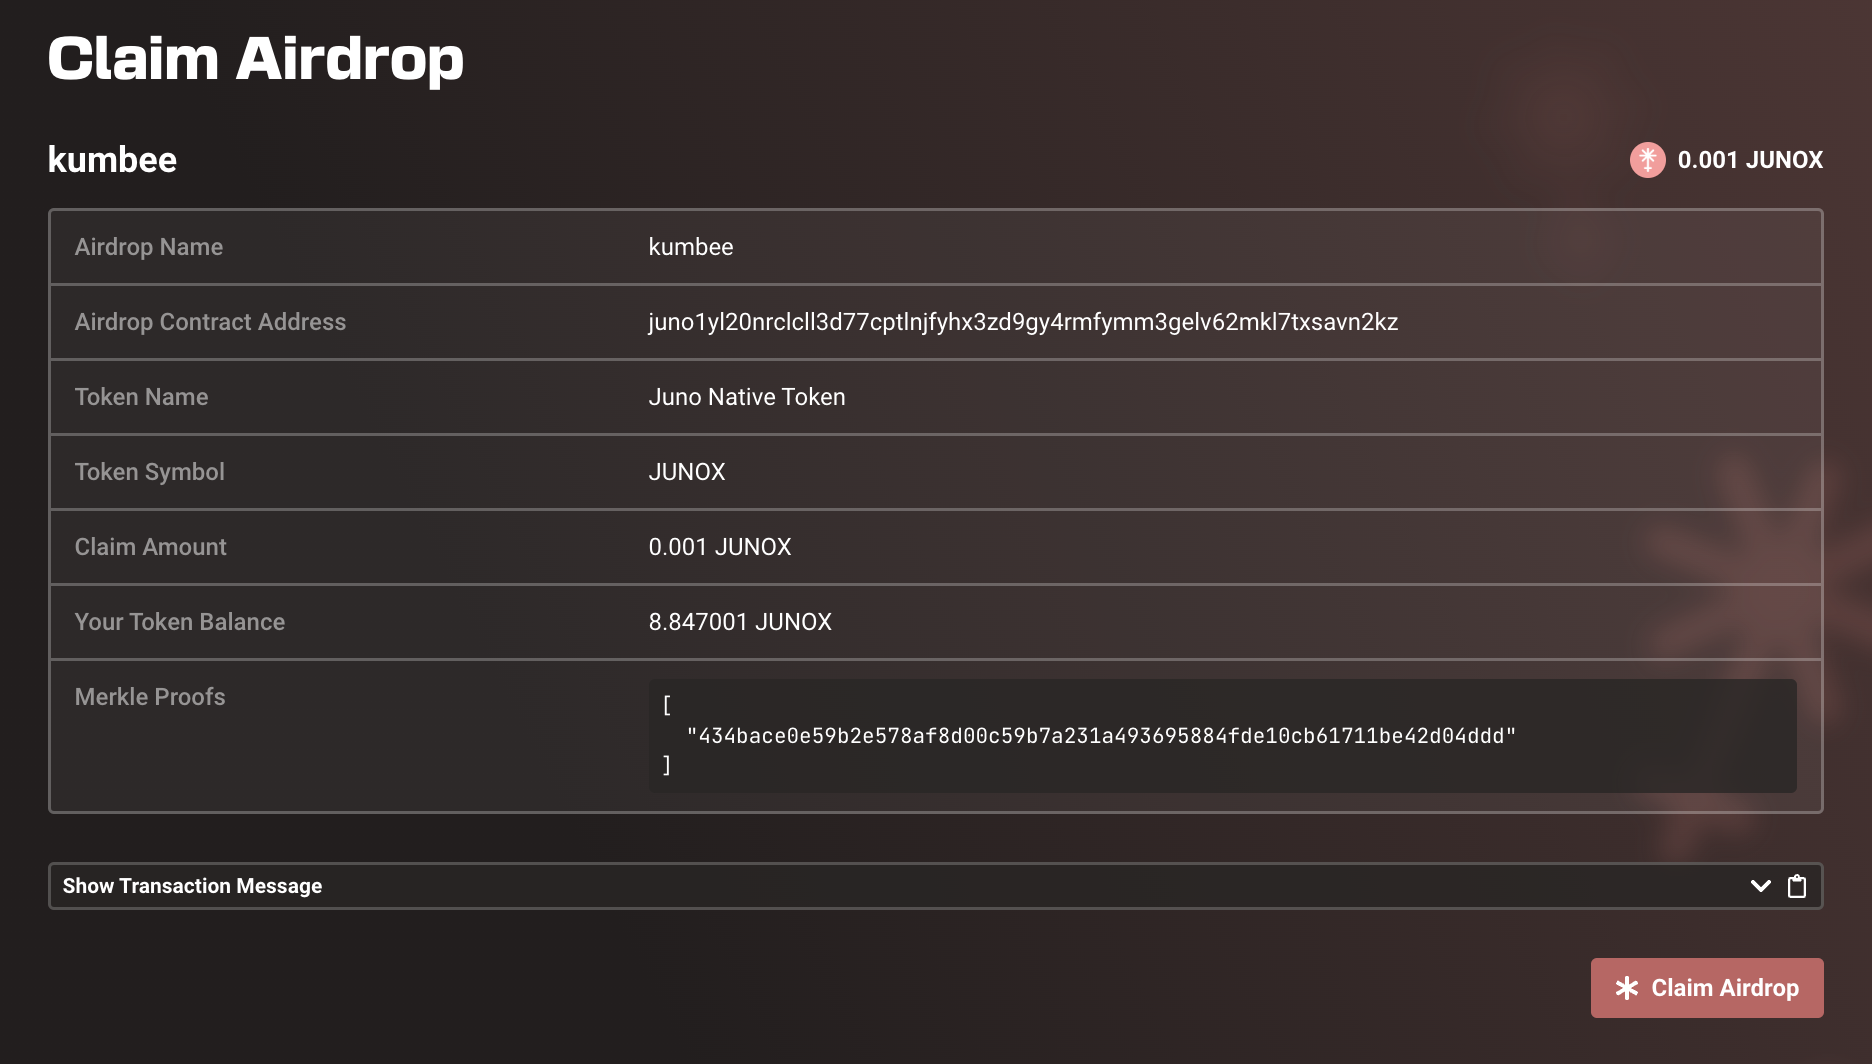 Claim Airdrop
kumbee
0.001 JUNOX
Airdrop Name
kumbee
Airdrop Contract Address
juno1yl20nrclcll3d77cptlnjfyhx3zd9gy4rmfymm3gelv62mkl7txsavn2kz
Token Name
Juno Native Token
Token Symbol
JUNOX
Claim Amount
0.001 JUNOX
Your Token Balance
8.847001 JUNOX
Merkle Proofs
[
"434bace0e59b2e578af8d00c59b7a231a493695884fde10cb61711be42d04ddd"
]
Show Transaction Message
Claim Airdrop